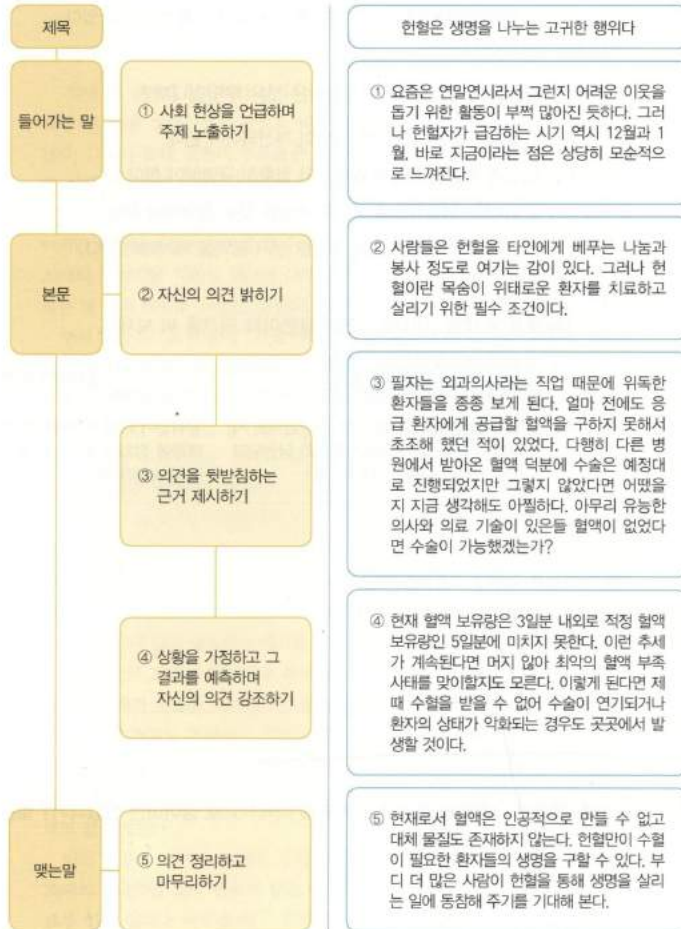 제목
헌혈은 생명을 나누는 고귀한 행위다
들어가는 말
① 사회 현상을 언급하며
주제 노출하기
① 요즘은 연말연시라서 그런지 어려운 이웃을
돕기 위한 활동이 부쩍 많아진 듯하다. 그러
나 헌혈자가 급감하는 시기 역시 12월과 1
월, 바로 지금이라는 점은 상당히 모순적으
로 느껴진다.
본문
② 자신의 의견 밝히기
② 사람들은 헌혈을 타인에게 베푸는 나눔과
봉사 정도로 여기는 감이 있다. 그러나 헌
혈이란 목숨이 위태로운 환자를 치료하고
살리기 위한 필수 조건이다.
③ 의견을 뒷받침하는
근거 제시하기
③ 필자는 외과의사라는 직업 때문에 위독한
환자들을 종종 보게 된다. 얼마 전에도 응
급 환자에게 공급할 혈액을 구하지 못해서
초조해 했던 적이 있었다. 다행히 다른 병
원에서 받아온 혈액 덕분에 수술은 예정대
로 진행되었지만 그렇지 않았다면 어땠을
지 지금 생각해도 아찔하다. 아무리 유능한
의사와 의료 기술이 있은들 혈액이 없었다
면 수술이 가능했겠는가?
④ 상황을 가정하고 그
결과를 예측하며
자신의 의견 강조하기
④ 현재 혈액 보유량은 3일분 내외로 적정 혈액
보유량인 5일분에 미치지 못한다. 이런 추세
가 계속된다면 머지 않아 최악의 혈액 부족
사태를 맞이할지도 모른다. 이렇게 된다면 제
때 수혈을 받을 수 없어 수술이 연기되거나
환자의 상태가 악화되는 경우도 곳곳에서 발
생할 것이다.
맺는말
⑤ 의견 정리하고
마무리하기
⑤ 현재로서 혈액은 인공적으로 만들 수 없고
대체 물질도 존재하지 않는다. 헌혈만이 수혈
이 필요한 환자들의 생명을 구할 수 있다. 부
디 더 많은 사람이 헌혈을 통해 생명을 살리
는 일에 동참해 주기를 기대해 본다.